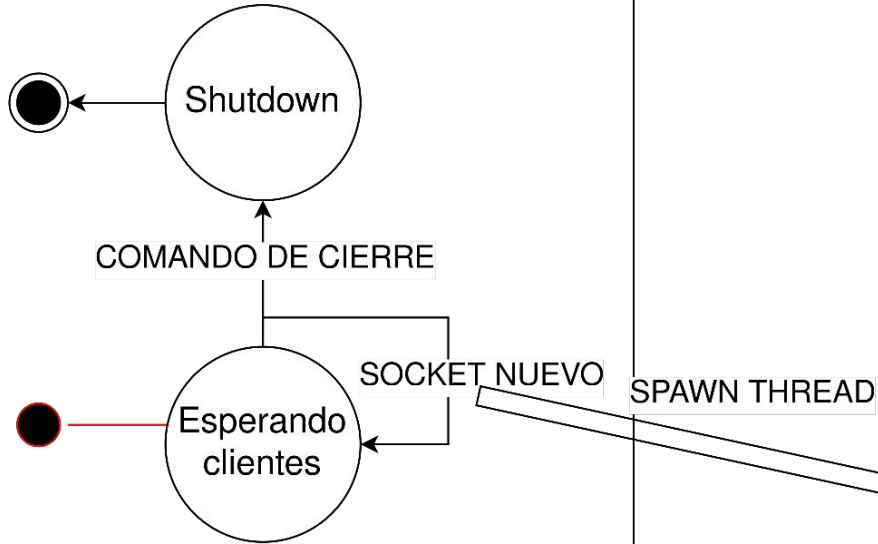 Shutdown
COMANDO DE CIERRE
SOCKET NUEVO
SPAWN THREAD
Esperando
clientes